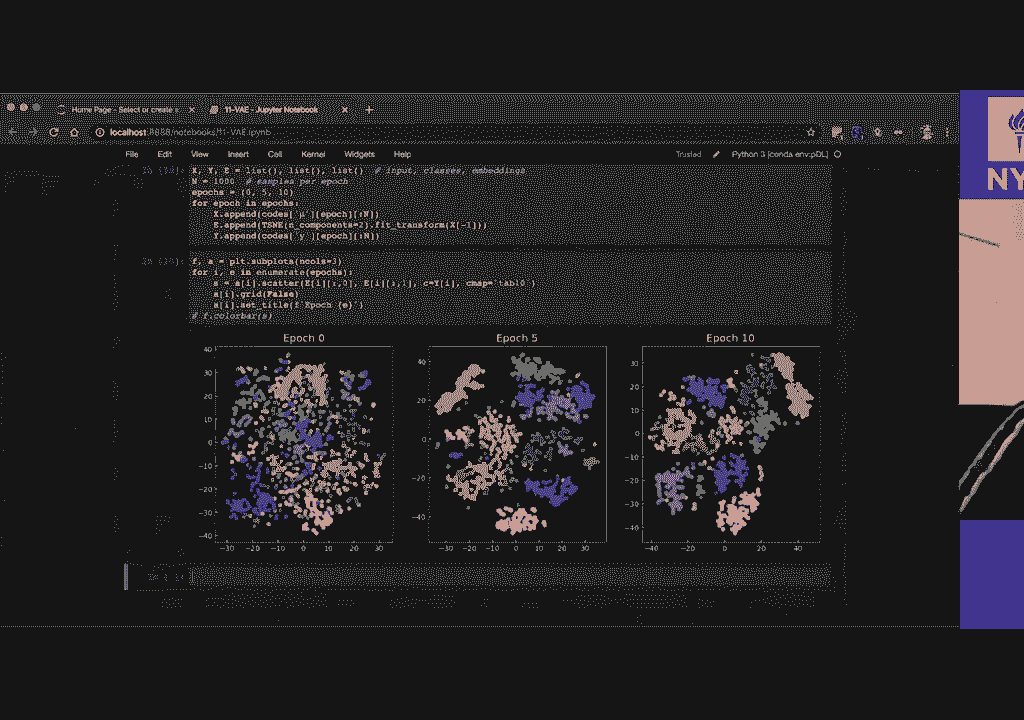 Home Page - Select or create a
11-VAE - Jupyter Notebook
localhost:8888/notebooks/11-VAE.ipynb
File Edit View Insert Cell Kernel Widgets Help
Trusted
Python 3 [conda env:pDL]
X, Y, E = list(), list(), list()  # input, classes, embeddings
N = 1000  # samples per epoch
epochs = (0, 5, 10)
for epoch in epochs:
X.append(codes['μ'][epoch][:N])
E.append(TSNE(n_components=2).fit_transform(X[-1]))
Y.append(codes['y'][epoch][:N])
f, a = plt.subplots(ncols=3)
for i, e in enumerate(epochs):
s = a[i].scatter(E[i][:,0], E[i][:,1], c=Y[i], cmap='tab10')
a[i].grid(False)
a[i].set_title(f'Epoch {e}')
# f.colorbar(s)
Epoch 0 Epoch 5 Epoch 10
40
30
20
10
0
−10
−20
−30
−40
−30 −20 −10 0 10 20 30
40
20
0
−20
−40
−30 −20 −10 0 10 20 30
30
20
10
0
−10
−20
−30
−40
−40 −20 0 20 40
NY